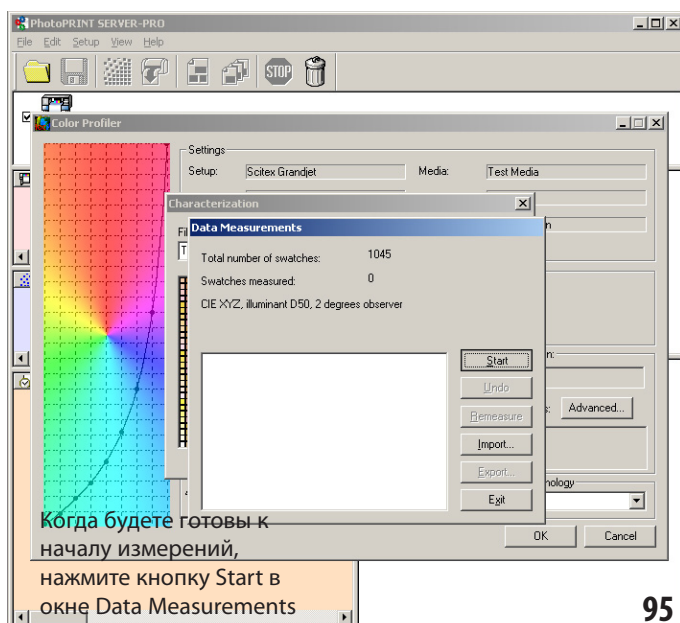 PhotoPRINT SERVER-PRO
File Edit Setup View Help
STOP
Color Profiler
Settings
Setup: Scitex Grandjet Media: Test Media
Characterization
Data Measurements
Total number of swatches: 1045
Swatches measured: 0
CIE XYZ, illuminant D50, 2 degrees observer
Start
Undo
Remeasure
Advanced...
Import...
Export...
Exit
OK Cancel
Когда будете готовы к
началу измерений,
нажмите кнопку Start в
окне Data Measurements
95